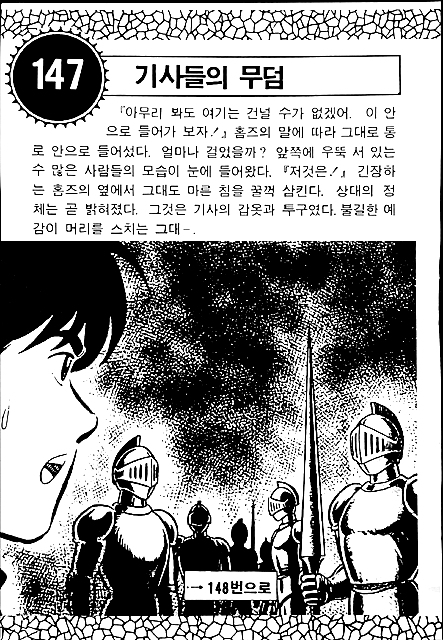 147
기사들의 무덤
『아무리 봐도 여기는 건널 수가 없겠어. 이 안
으로 들어가 보자!』 홈즈의 말에 따라 그대로 통
로 안으로 들어섰다. 얼마나 걸었을까? 앞쪽에 우뚝 서 있는
수 많은 사람들의 모습이 눈에 들어왔다. 『저것은!』 긴장하
는 홈즈의 옆에서 그대도 마른 침을 꿀꺽 삼킨다. 상대의 정
체는 곧 밝혀졌다. 그것은 기사의 갑옷과 투구였다. 불길한 예
감이 머리를 스치는 그대-.
→ 148번으로